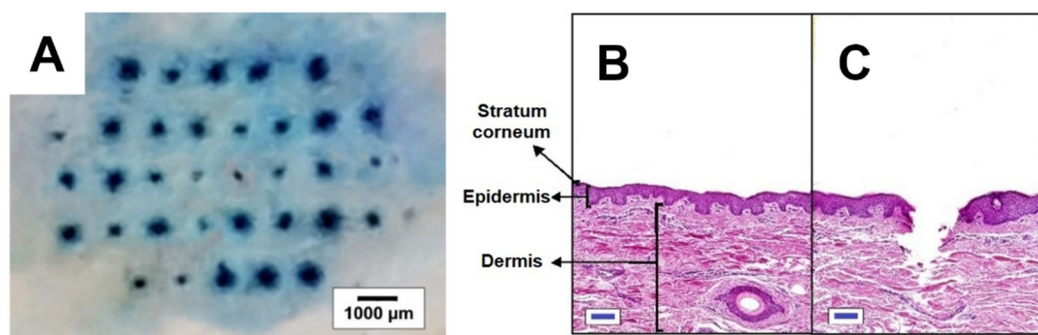 A
1000 µm
B
C
Stratum
corneum
Epidermis
Dermis